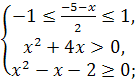 −1 ≤ (−5−x)/2 ≤ 1,
x² + 4x > 0,
x² − x − 2 ≥ 0: